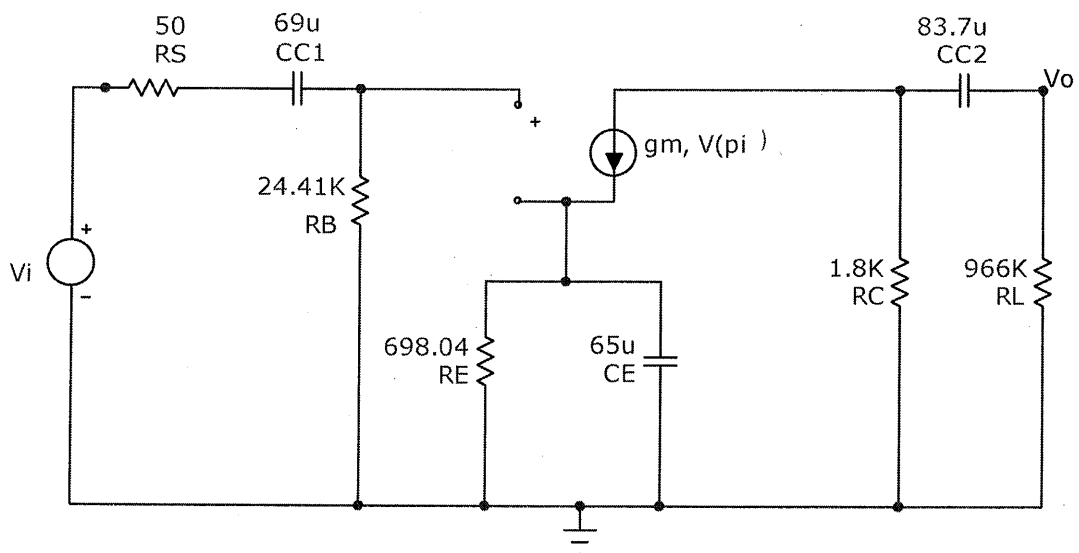 50
RS
69u
CC1
83.7u
CC2
Vo
+
gm, V(pi )
24.41K
RB
+
Vi
-
1.8K
RC
966K
RL
698.04
RE
65u
CE